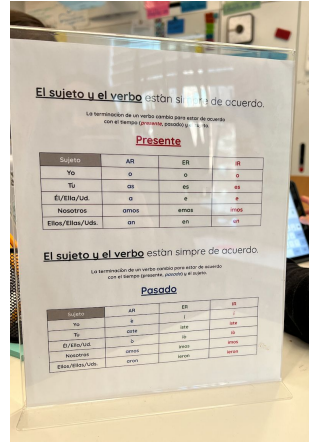 El sujeto y el verbo están simpre de acuerdo.
La terminación de un verbo cambia para estar de acuerdo
con el tiempo (presente, pasado) y
Presente
Sujeto AR ER IR
Yo o o o
Tú as es es
Él/Ella/Ud. a e e
Nosotros amos emos imos
Ellos/Ellas/Uds. an en
El sujeto y el verbo están simpre de acuerdo.
La terminación de un verbo cambia para estar de acuerdo
con el tiempo (presente, pasado) y el sujeto.
Pasado
Sujeto AR ER IR
Yo é í í
Tú aste iste iste
Él/Ella/Ud. ó ió ió
Nosotros amos imos imos
Ellos/Ellas/Uds. aron ieron ieron